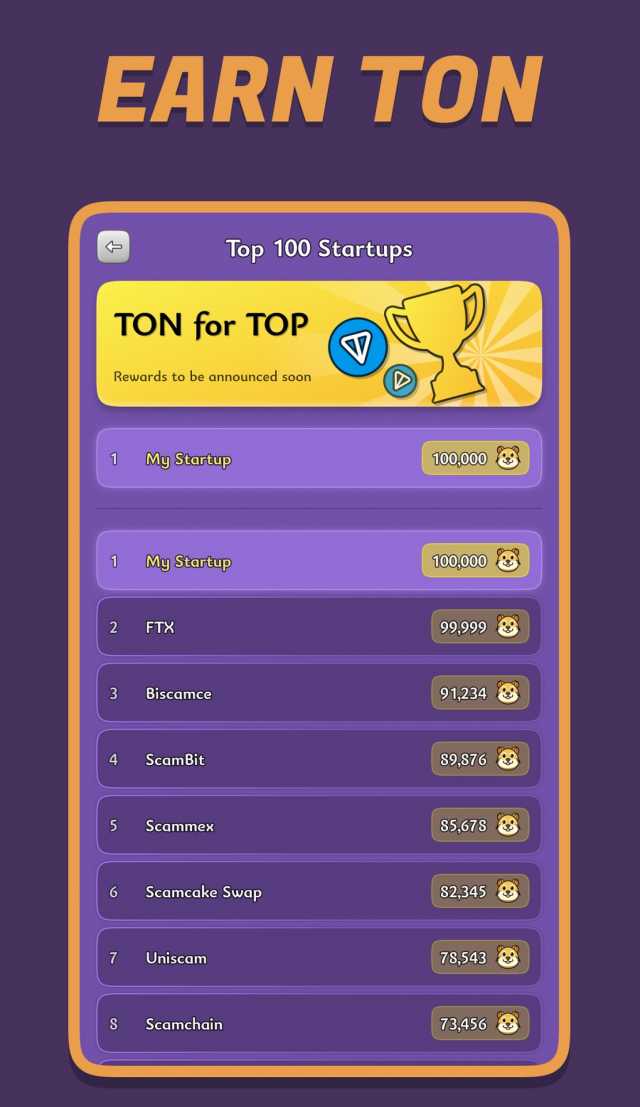 EARN TON
Top 100 Startups
TON for TOP
Rewards to be announced soon
1 My Startup 100,000
1 My Startup 100,000
2 FTX 99,999
3 Biscamce 91,234
4 ScamBit 89,876
5 Scammex 85,678
6 Scamcake Swap 82,345
7 Uniscam 78,543
8 Scamchain 73,456